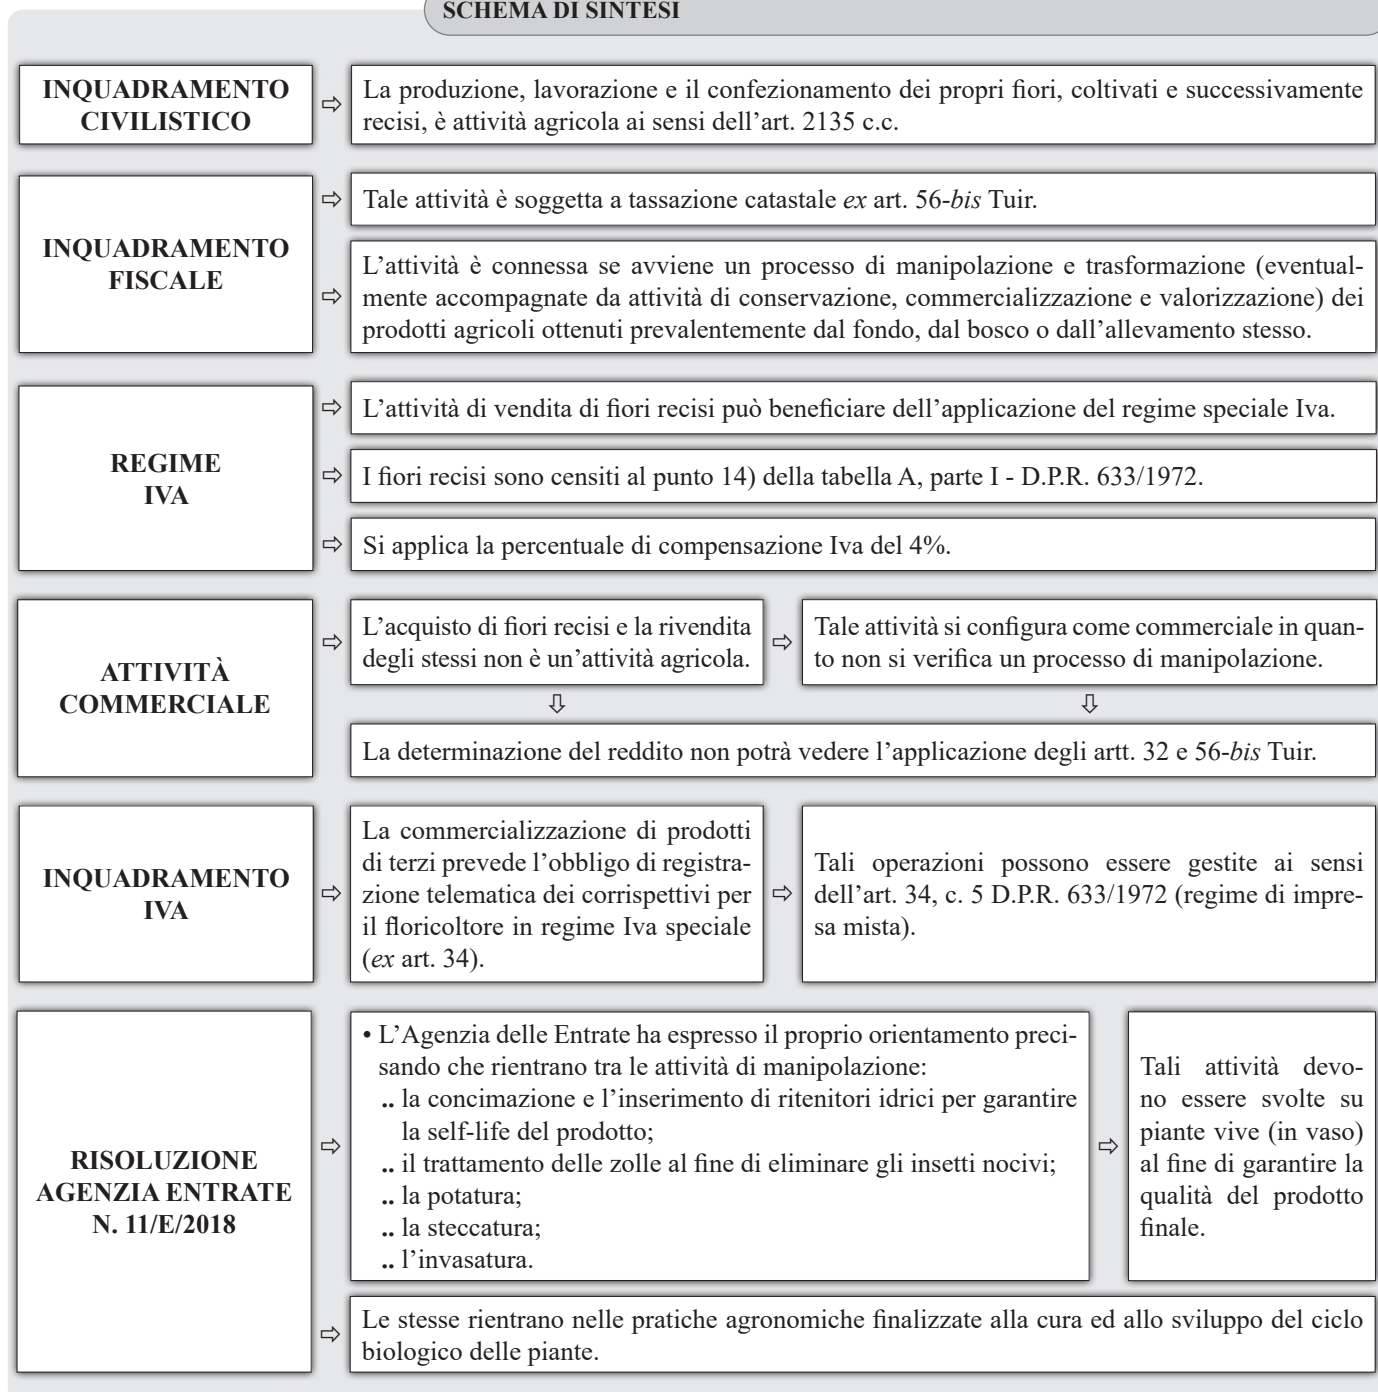 SCHEMA DI SINTESI
INQUADRAMENTO
CIVILISTICO
⇨
La produzione, lavorazione e il confezionamento dei propri fiori, coltivati e successivamente
recisi, è attività agricola ai sensi dell’art. 2135 c.c.
INQUADRAMENTO
FISCALE
⇨
Tale attività è soggetta a tassazione catastale ex art. 56-bis Tuir.
⇨
L’attività è connessa se avviene un processo di manipolazione e trasformazione (eventual-
mente accompagnate da attività di conservazione, commercializzazione e valorizzazione) dei
prodotti agricoli ottenuti prevalentemente dal fondo, dal bosco o dall’allevamento stesso.
REGIME
IVA
⇨
L’attività di vendita di fiori recisi può beneficiare dell’applicazione del regime speciale Iva.
⇨
I fiori recisi sono censiti al punto 14) della tabella A, parte I - D.P.R. 633/1972.
⇨
Si applica la percentuale di compensazione Iva del 4%.
ATTIVITÀ
COMMERCIALE
⇨
L’acquisto di fiori recisi e la rivendita
degli stessi non è un’attività agricola.
⇨
Tale attività si configura come commerciale in quan-
to non si verifica un processo di manipolazione.
⇩
⇩
La determinazione del reddito non potrà vedere l’applicazione degli artt. 32 e 56-bis Tuir.
INQUADRAMENTO
IVA
⇨
La commercializzazione di prodotti
di terzi prevede l’obbligo di registra-
zione telematica dei corrispettivi per
il floricoltore in regime Iva speciale
(ex art. 34).
⇨
Tali operazioni possono essere gestite ai sensi
dell’art. 34, c. 5 D.P.R. 633/1972 (regime di impre-
sa mista).
RISOLUZIONE
AGENZIA ENTRATE
N. 11/E/2018
⇨
• L’Agenzia delle Entrate ha espresso il proprio orientamento preci-
sando che rientrano tra le attività di manipolazione:
.. la concimazione e l’inserimento di ritenitori idrici per garantire
la self-life del prodotto;
.. il trattamento delle zolle al fine di eliminare gli insetti nocivi;
.. la potatura;
.. la steccatura;
.. l’invasatura.
⇨
Tali attività devo-
no essere svolte su
piante vive (in vaso)
al fine di garantire la
qualità del prodotto
finale.
⇨
Le stesse rientrano nelle pratiche agronomiche finalizzate alla cura ed allo sviluppo del ciclo
biologico delle piante.